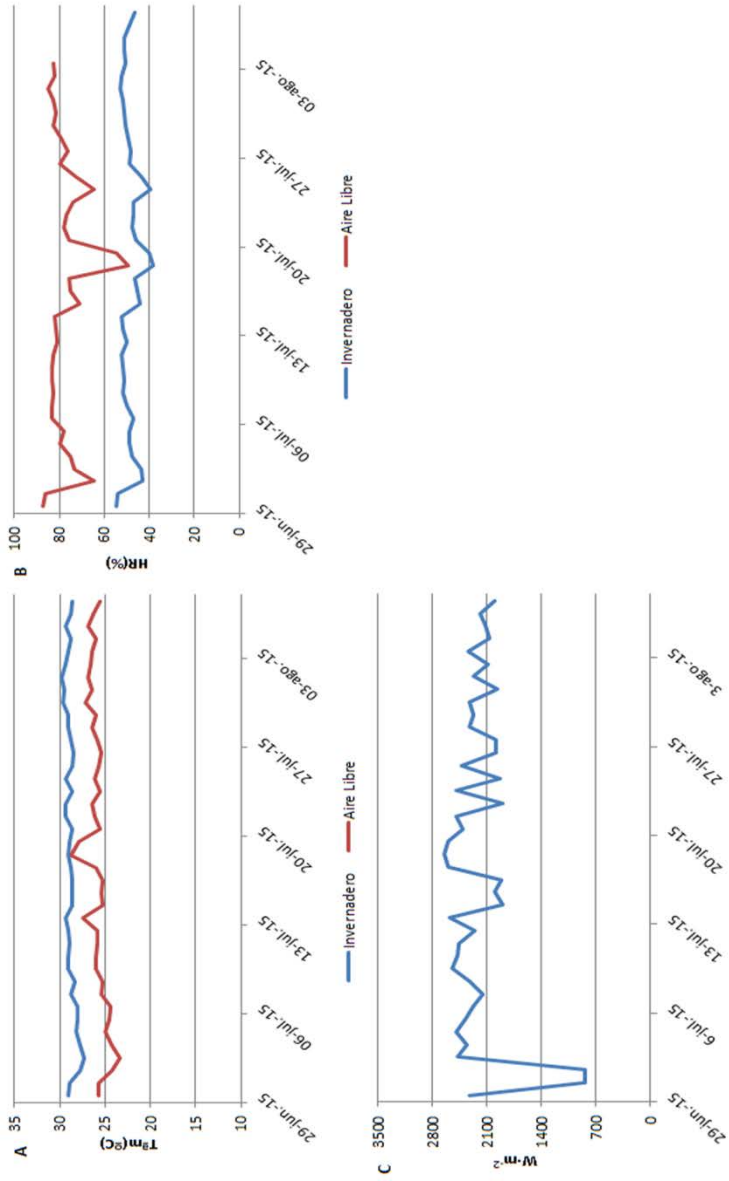 A
Tªm(ºC)
35
30
25
20
15
10
29-jun.-15
06-jul.-15
13-jul.-15
20-jul.-15
27-jul.-15
03-ago.-15
Invernadero
Aire Libre
B
HR(%)
100
80
60
40
20
0
29-jun.-15
06-jul.-15
13-jul.-15
20-jul.-15
27-jul.-15
03-ago.-15
Invernadero
Aire Libre
C
W·m⁻²
3500
2800
2100
1400
700
0
29-jun.-15
6-jul.-15
13-jul.-15
20-jul.-15
27-jul.-15
3-ago.-15